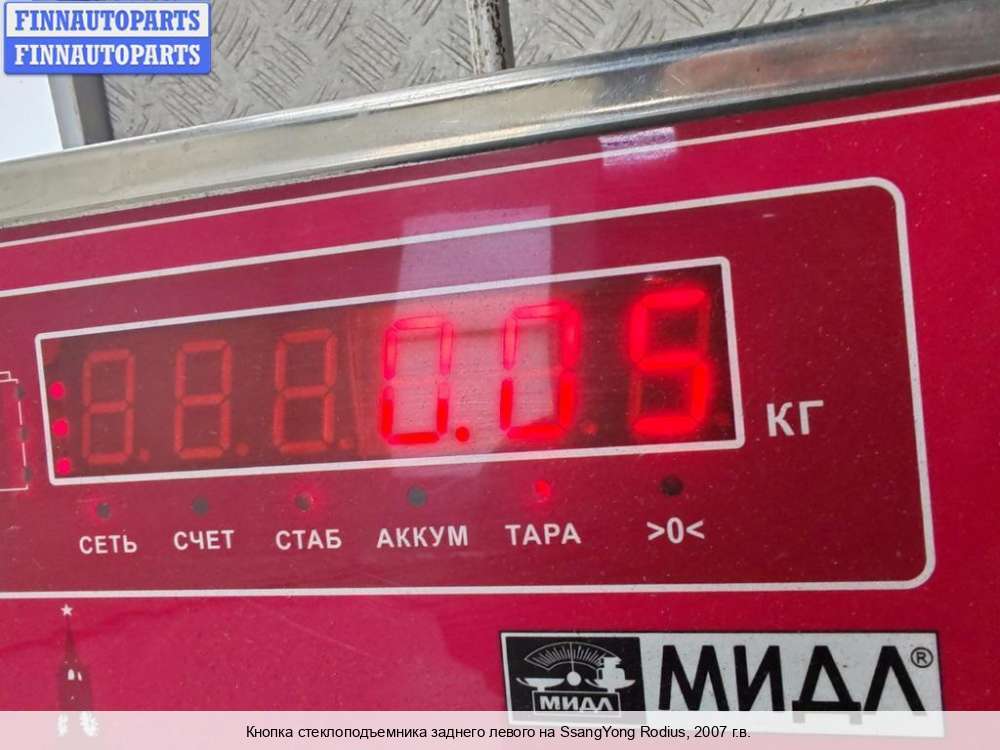 FINNAUTOPARTS
FINNAUTOPARTS
0.05 КГ
СЕТЬ СЧЕТ СТАБ АККУМ ТАРА >0<
МИДЛ МИДЛ®
Кнопка стеклоподъемника заднего левого на SsangYong Rodius, 2007 г.в.